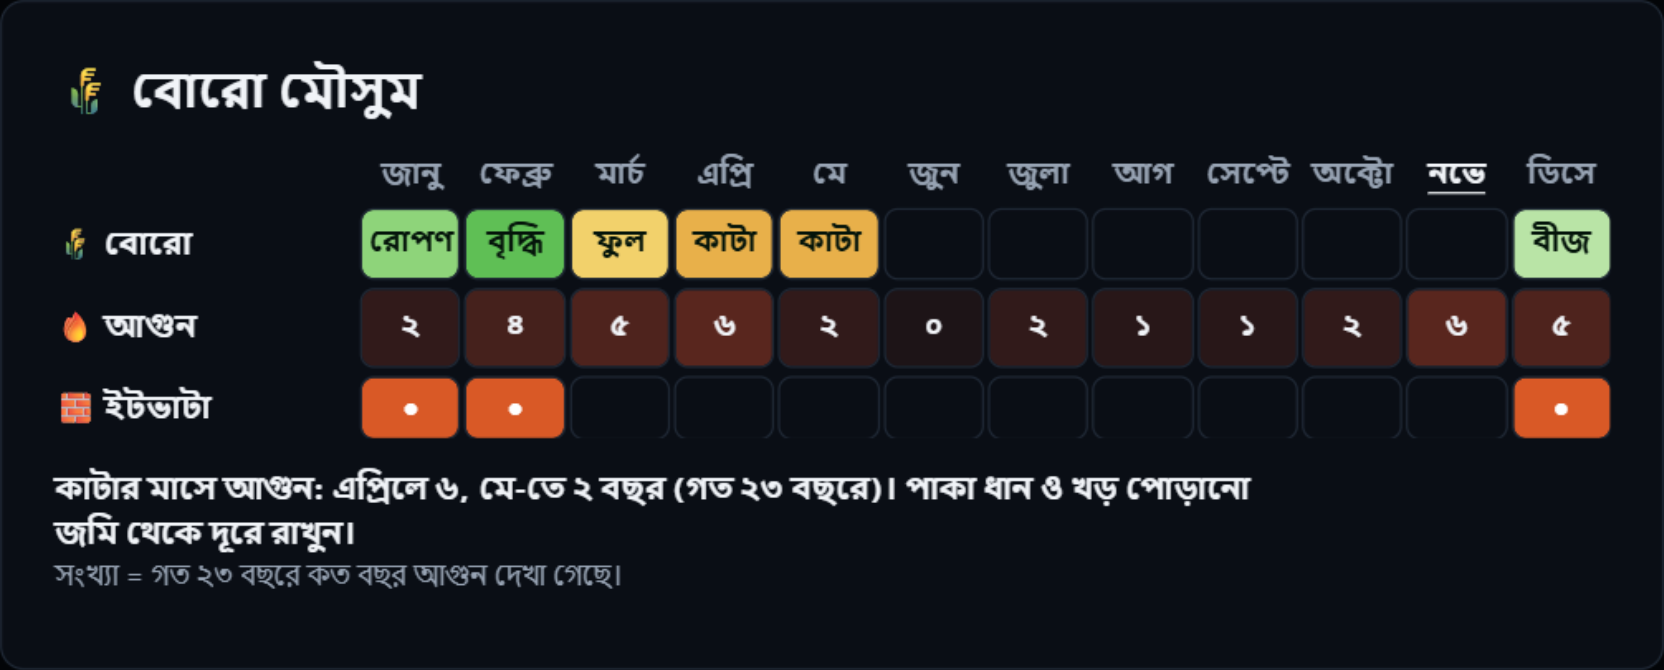 বোরো মৌসুম
জানু ফেব্রু মার্চ এপ্রি মে জুন জুলা আগ সেপ্টে অক্টো নভে ডিসে
বোরো রোপণ বৃদ্ধি ফুল কাটা কাটা বীজ
আগুন ২ ৪ ৫ ৬ ২ ০ ২ ১ ১ ২ ৬ ৫
ইটভাটা • • •
কাটার মাসে আগুন: এপ্রিলে ৬, মে-তে ২ বছর (গত ২৩ বছরে)। পাকা ধান ও খড় পোড়ানো
জমি থেকে দূরে রাখুন।
সংখ্যা = গত ২৩ বছরে কত বছর আগুন দেখা গেছে।